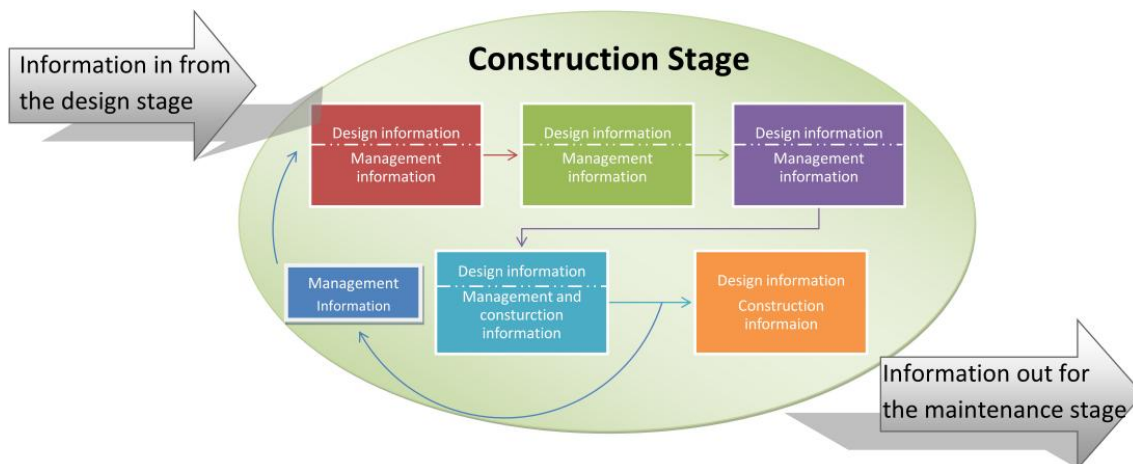 Information in from
the design stage
Construction Stage
Design information
Management
information
Design information
Management
information
Design information
Management
information
Management
Information
Design information
Management and
consturction
information
Design information
Construction
informaion
Information out for
the maintenance stage